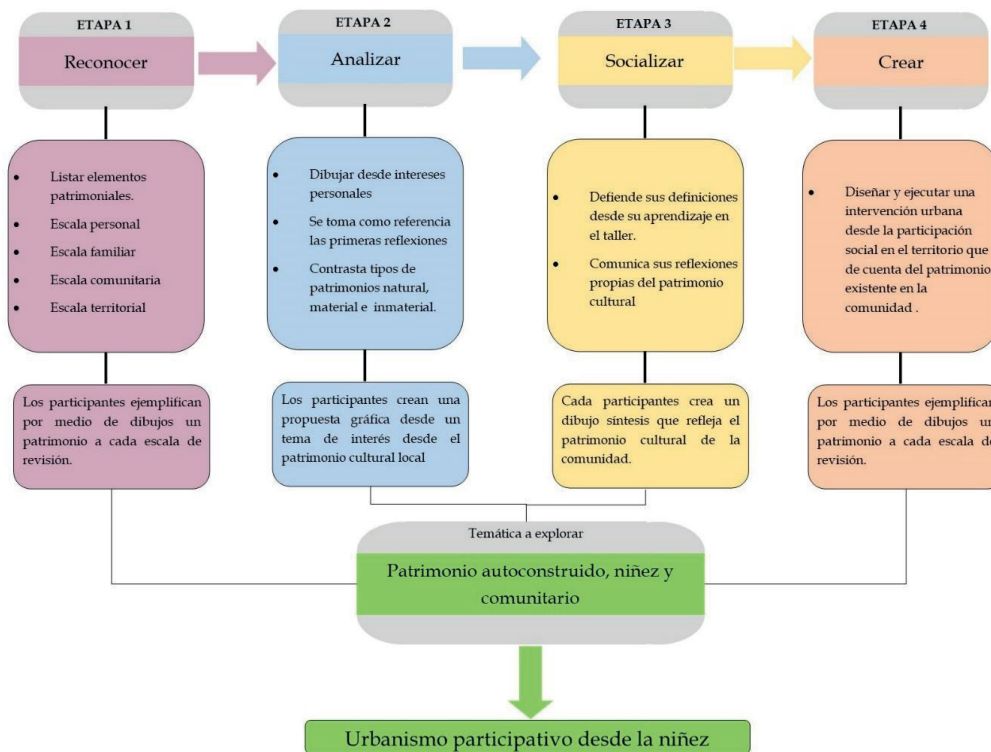 ETAPA 1
Reconocer
ETAPA 2
Analizar
ETAPA 3
Socializar
ETAPA 4
Crear
• Listar elementos
patrimoniales.
• Escala personal
• Escala familiar
• Escala comunitaria
• Escala territorial
• Dibujar desde intereses
personales
• Se toma como referencia
las primeras reflexiones
• Contrasta tipos de
patrimonios natural,
material e inmaterial.
• Defiende sus definiciones
desde su aprendizaje en
el taller.
• Comunica sus reflexiones
propias del patrimonio
cultural
• Diseñar y ejecutar una
intervención urbana
desde la participación
social en el territorio que
de cuenta del patrimonio
existente en la
comunidad .
Los participantes ejemplifican
por medio de dibujos un
patrimonio a cada escala de
revisión.
Los participantes crean una
propuesta gráfica desde un
tema de interés desde el
patrimonio cultural local
Cada participantes crea un
dibujo síntesis que refleja el
patrimonio cultural de la
comunidad.
Los participantes ejemplifican
por medio de dibujos un
patrimonio a cada escala de
revisión.
Temática a explorar
Patrimonio autoconstruido, niñez y
comunitario
Urbanismo participativo desde la niñez